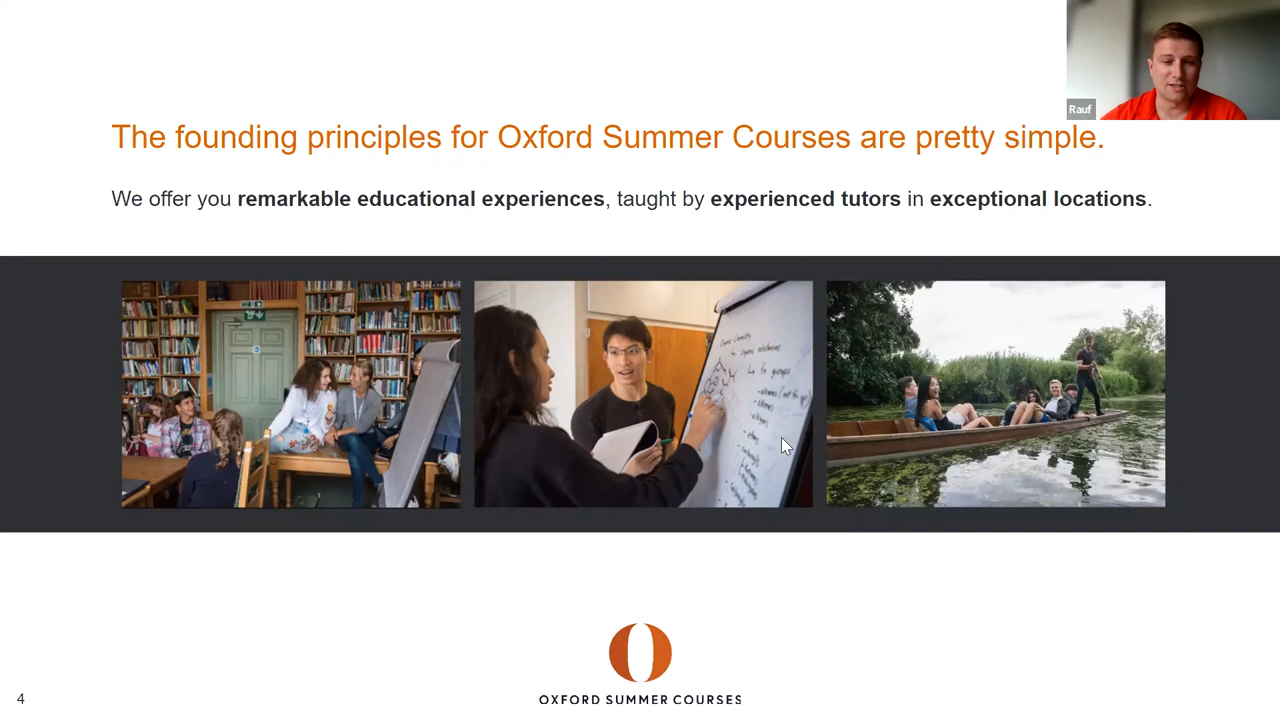 Rauf
The founding principles for Oxford Summer Courses are pretty simple.
We offer you remarkable educational experiences, taught by experienced tutors in exceptional locations.
OXFORD SUMMER COURSES
4